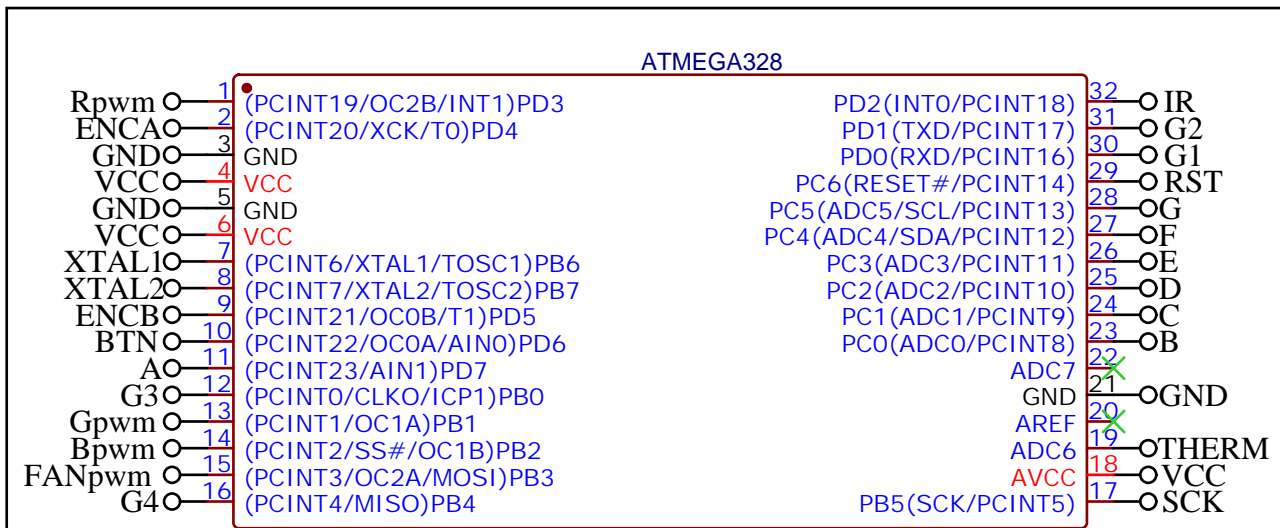 ATMEGA328
Rpwm 1 (PCINT19/OC2B/INT1)PD3 PD2(INT0/PCINT18) 32 IR
ENCA 2 (PCINT20/XCK/T0)PD4 PD1(TXD/PCINT17) 31 G2
GND 3 GND PD0(RXD/PCINT16) 30 G1
VCC 4 VCC PC6(RESET#/PCINT14) 29 RST
GND 5 GND PC5(ADC5/SCL/PCINT13) 28 G
VCC 6 VCC PC4(ADC4/SDA/PCINT12) 27 F
XTAL1 7 (PCINT6/XTAL1/TOSC1)PB6 PC3(ADC3/PCINT11) 26 E
XTAL2 8 (PCINT7/XTAL2/TOSC2)PB7 PC2(ADC2/PCINT10) 25 D
ENCB 9 (PCINT21/OC0B/T1)PD5 PC1(ADC1/PCINT9) 24 C
BTN 10 (PCINT22/OC0A/AIN0)PD6 PC0(ADC0/PCINT8) 23 B
A 11 (PCINT23/AIN1)PD7 ADC7 22
G3 12 (PCINT0/CLKO/ICP1)PB0 GND 21 GND
Gpwm 13 (PCINT1/OC1A)PB1 AREF 20
Bpwm 14 (PCINT2/SS#/OC1B)PB2 ADC6 19 THERM
FANpwm 15 (PCINT3/OC2A/MOSI)PB3 AVCC 18 VCC
G4 16 (PCINT4/MISO)PB4 PB5(SCK/PCINT5) 17 SCK